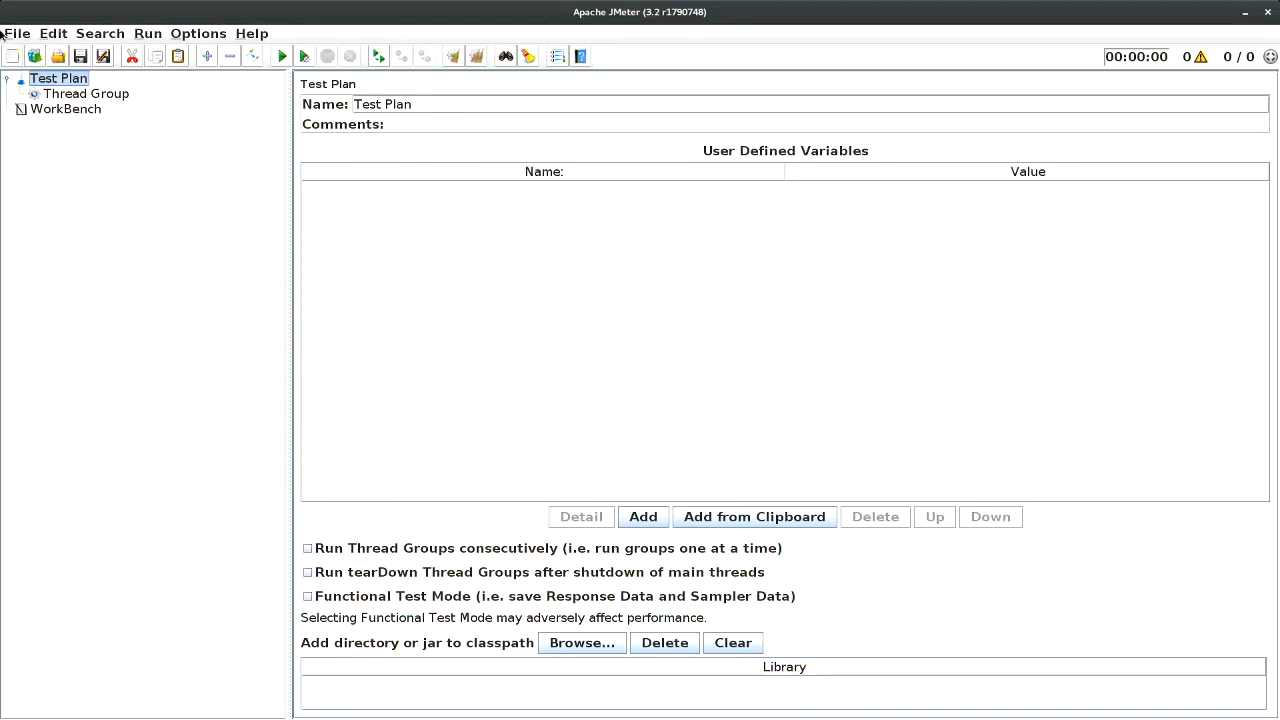 Apache JMeter (3.2 r1790748)
File Edit Search Run Options Help
00:00:00 0 0 / 0
Test Plan
Thread Group
WorkBench
Test Plan
Name: Test Plan
Comments:
User Defined Variables
Name: Value
Detail Add Add from Clipboard Delete Up Down
Run Thread Groups consecutively (i.e. run groups one at a time)
Run tearDown Thread Groups after shutdown of main threads
Functional Test Mode (i.e. save Response Data and Sampler Data)
Selecting Functional Test Mode may adversely affect performance.
Add directory or jar to classpath Browse... Delete Clear
Library